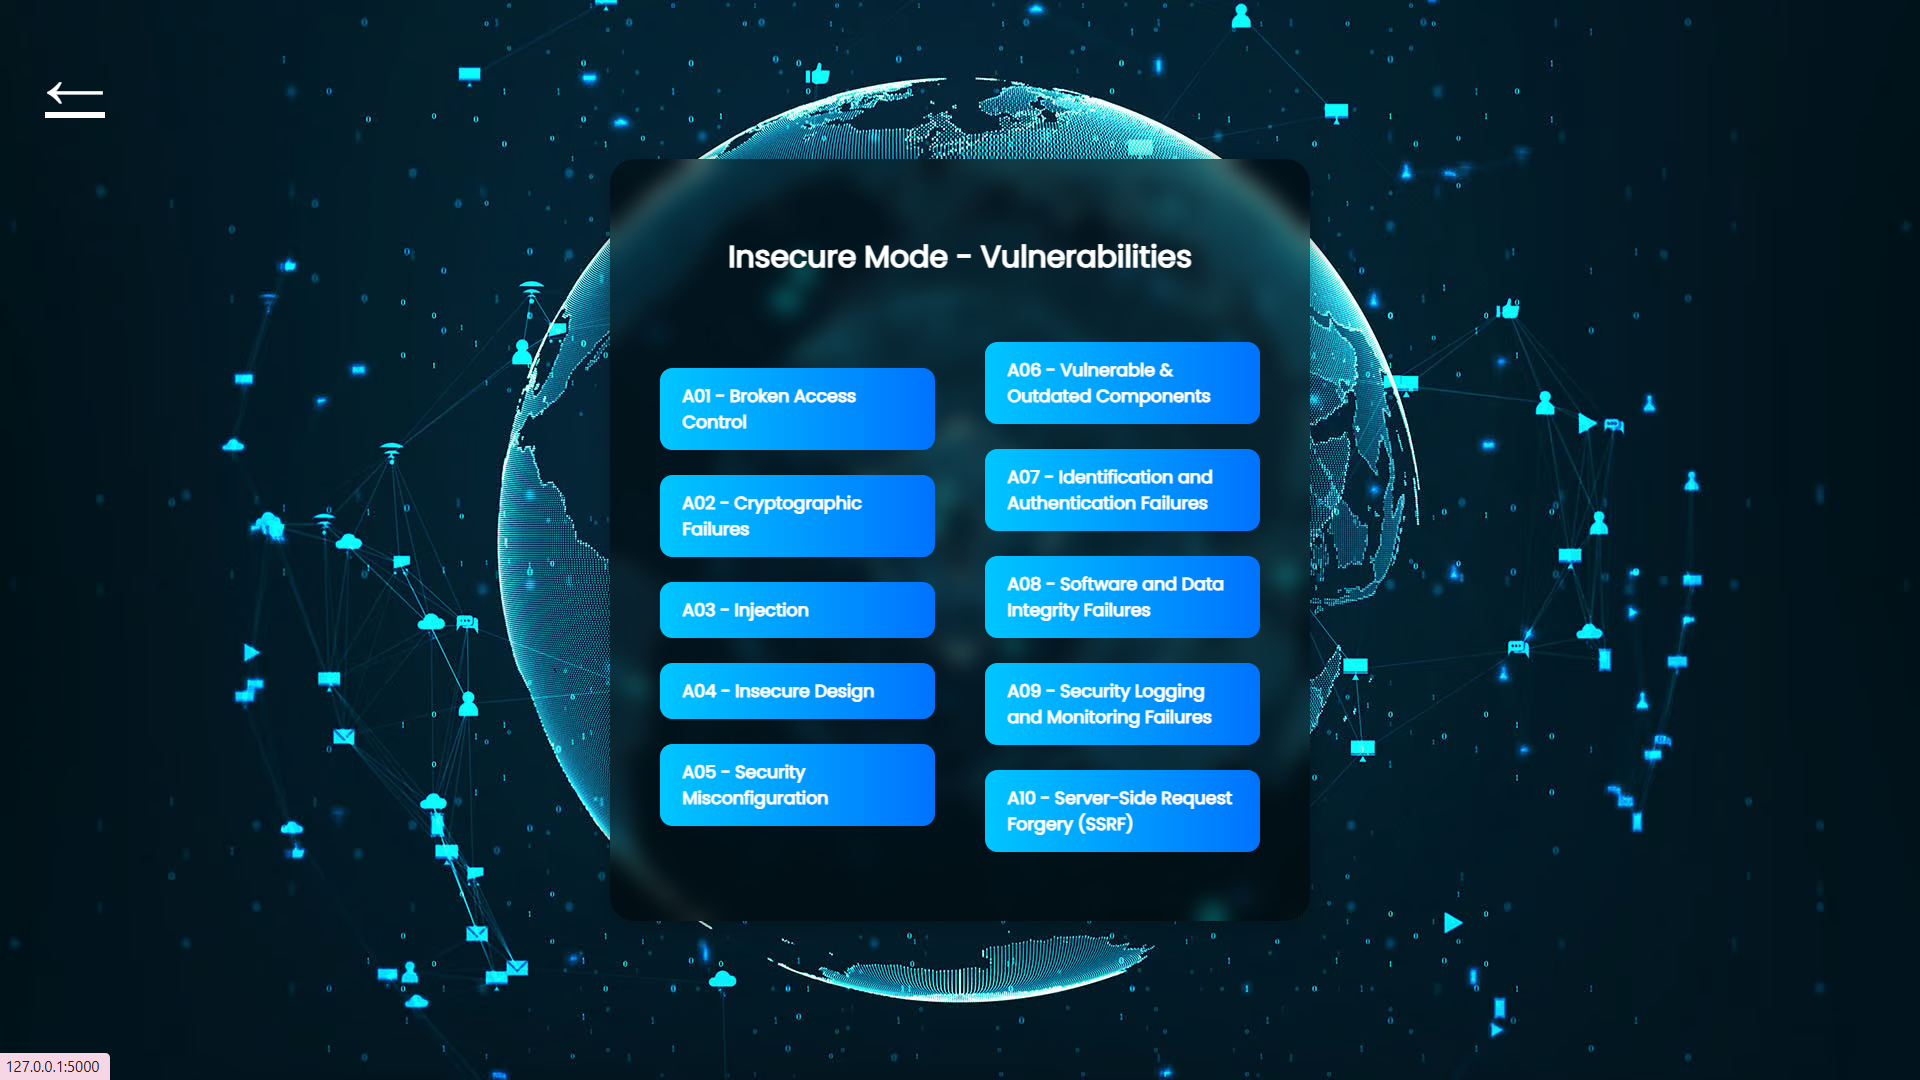 Insecure Mode - Vulnerabilities
A01 - Broken Access
Control
A02 - Cryptographic
Failures
A03 - Injection
A04 - Insecure Design
A05 - Security
Misconfiguration
A06 - Vulnerable &
Outdated Components
A07 - Identification and
Authentication Failures
A08 - Software and Data
Integrity Failures
A09 - Security Logging
and Monitoring Failures
A10 - Server-Side Request
Forgery (SSRF)
127.0.0.1:5000